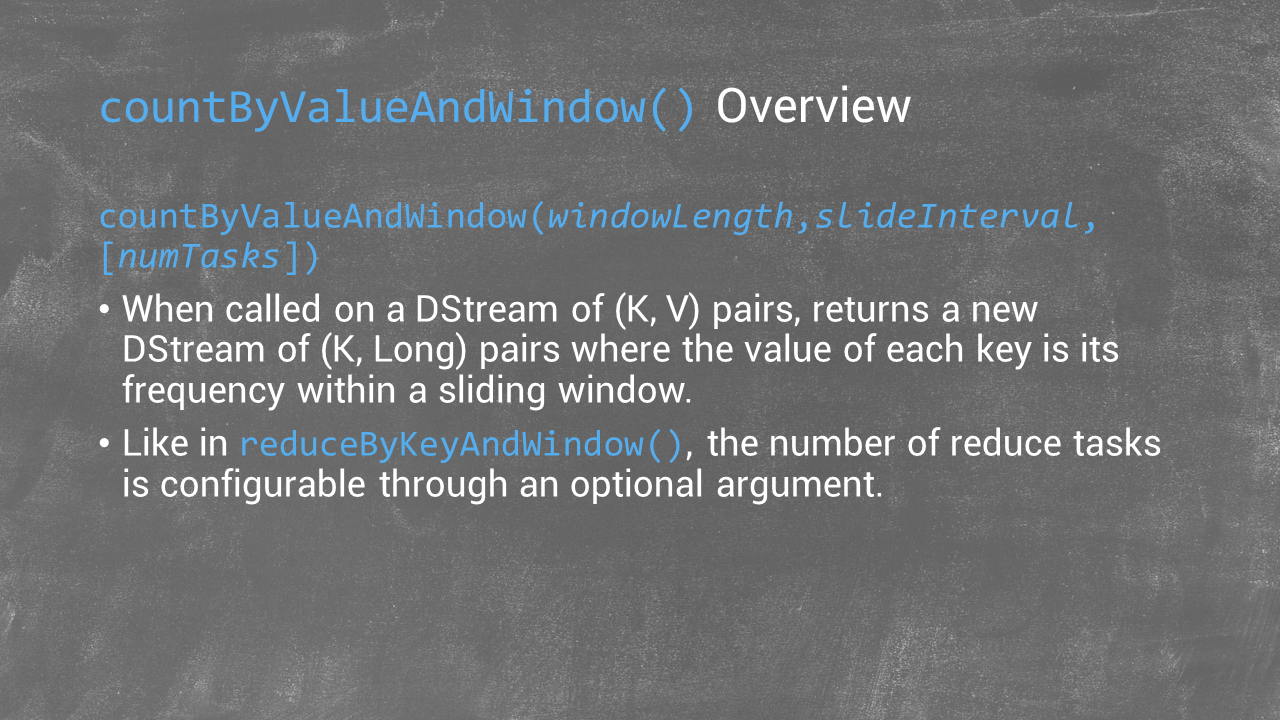 countByValueAndWindow() Overview
countByValueAndWindow(windowLength,slideInterval,
[numTasks])
• When called on a DStream of (K, V) pairs, returns a new
DStream of (K, Long) pairs where the value of each key is its
frequency within a sliding window.
• Like in reduceByKeyAndWindow(), the number of reduce tasks
is configurable through an optional argument.